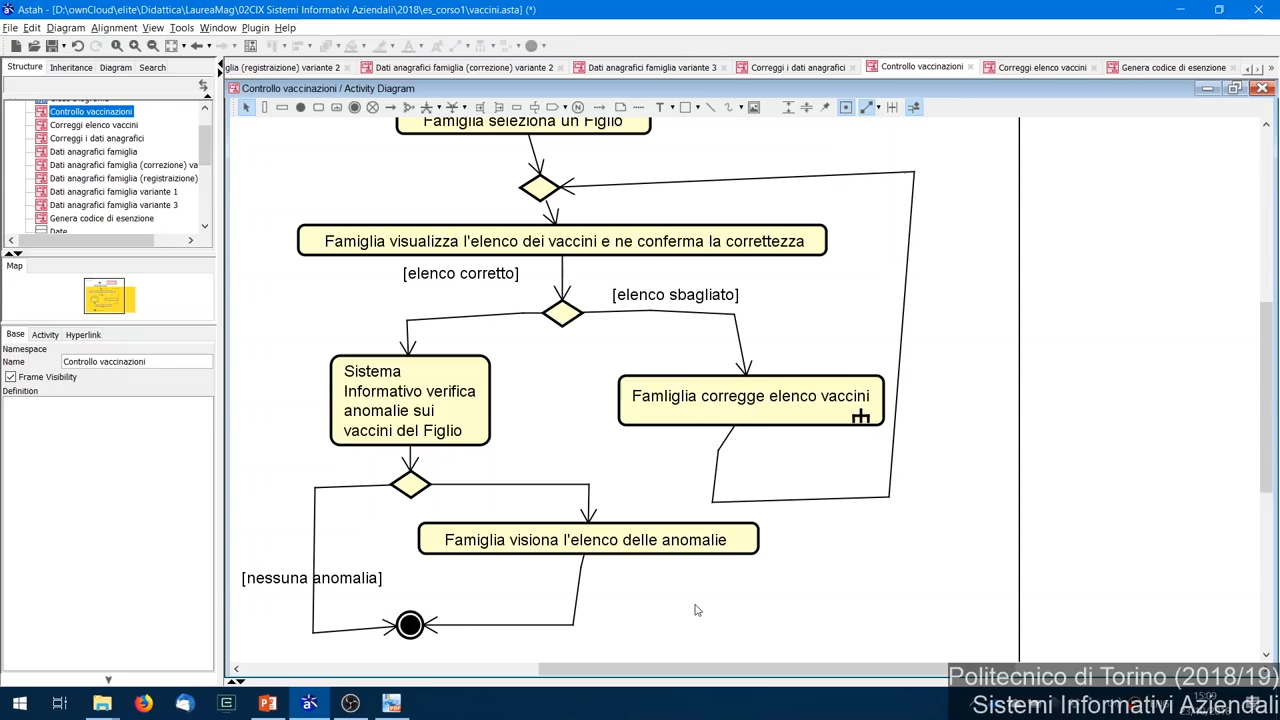 Astah - [D:\ownCloud\elite\Didattica\LaureaMag\02CIX Sistemi Informativi Aziendali\2018\es_corso1\vaccini.asta] (*)
File Edit Diagram Alignment View Tools Window Plugin Help
Structure Inheritance Diagram Search
Controllo vaccinazioni
Correggi elenco vaccini
Correggi i dati anagrafici
Dati anagrafici famiglia
Dati anagrafici famiglia (correzione) va
Dati anagrafici famiglia (registrazione)
Dati anagrafici famiglia variante 1
Dati anagrafici famiglia variante 3
Genera codice di esenzione
Date
Map
Base Activity Hyperlink
Namespace
Name Controllo vaccinazioni
Frame Visibility
Definition
glia (registrazione) variante 2 Dati anagrafici famiglia (correzione) variante 2 Dati anagrafici famiglia variante 3 Correggi i dati anagrafici Controllo vaccinazioni Correggi elenco vaccini Genera codice di esenzione
Controllo vaccinazioni / Activity Diagram
Famiglia seleziona un Figlio
Famiglia visualizza l'elenco dei vaccini e ne conferma la correttezza
[elenco corretto]
[elenco sbagliato]
Sistema
Informativo verifica
anomalie sui
vaccini del Figlio
Famliglia corregge elenco vaccini
Famiglia visiona l'elenco delle anomalie
[nessuna anomalia]
Politecnico di Torino (2018/19)
Sistemi Informativi Aziendali
15:09